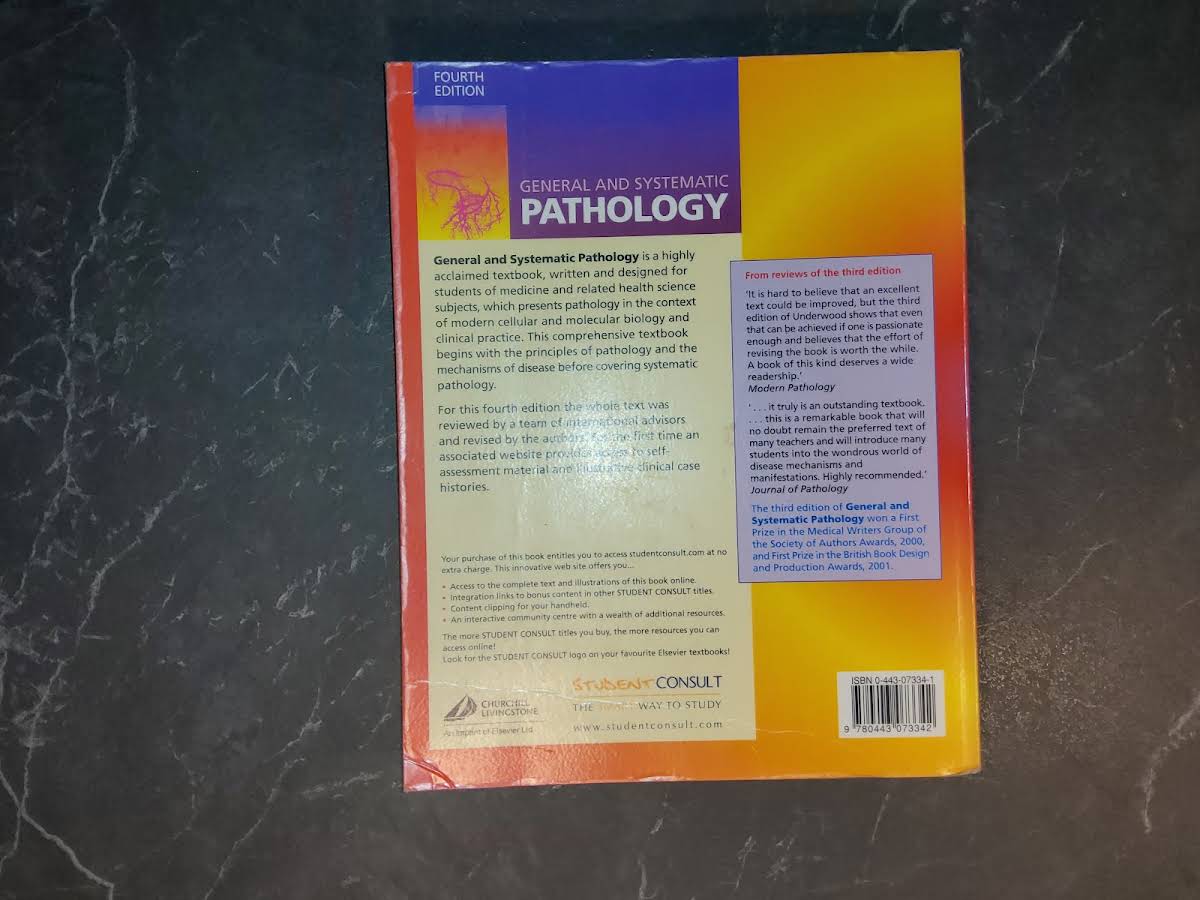 FOURTH
EDITION
GENERAL AND SYSTEMATIC
PATHOLOGY
General and Systematic Pathology is a highly
acclaimed textbook, written and designed for
students of medicine and related health science
subjects, which presents pathology in the context
of modern cellular and molecular biology and
clinical practice. This comprehensive textbook
begins with the principles of pathology and the
mechanisms of disease before covering systematic
pathology.
For this fourth edition the whole text was
reviewed by a team of international advisors
and revised by the authors. For the first time an
associated website provides access to self-
assessment material and illustrative clinical case
histories.
Your purchase of this book entitles you to access studentconsult.com at no
extra charge. This innovative web site offers you...
• Access to the complete text and illustrations of this book online.
• Integration links to bonus content in other STUDENT CONSULT titles.
• Content clipping for your handheld.
• An interactive community centre with a wealth of additional resources.
The more STUDENT CONSULT titles you buy, the more resources you can
access online!
Look for the STUDENT CONSULT logo on your favourite Elsevier textbooks!
CHURCHILL
LIVINGSTONE
An imprint of Elsevier Ltd
STUDENT CONSULT
THE SMART WAY TO STUDY
www.studentconsult.com
From reviews of the third edition
'It is hard to believe that an excellent
text could be improved, but the third
edition of Underwood shows that even
that can be achieved if one is passionate
enough and believes that the effort of
revising the book is worth the while.
A book of this kind deserves a wide
readership.'
Modern Pathology
'. . . it truly is an outstanding textbook.
. . . this is a remarkable book that will
no doubt remain the preferred text of
many teachers and will introduce many
students into the wondrous world of
disease mechanisms and
manifestations. Highly recommended.'
Journal of Pathology
The third edition of General and
Systematic Pathology won a First
Prize in the Medical Writers Group of
the Society of Authors Awards, 2000,
and First Prize in the British Book Design
and Production Awards, 2001.
ISBN 0-443-07334-1
9 780443 073342